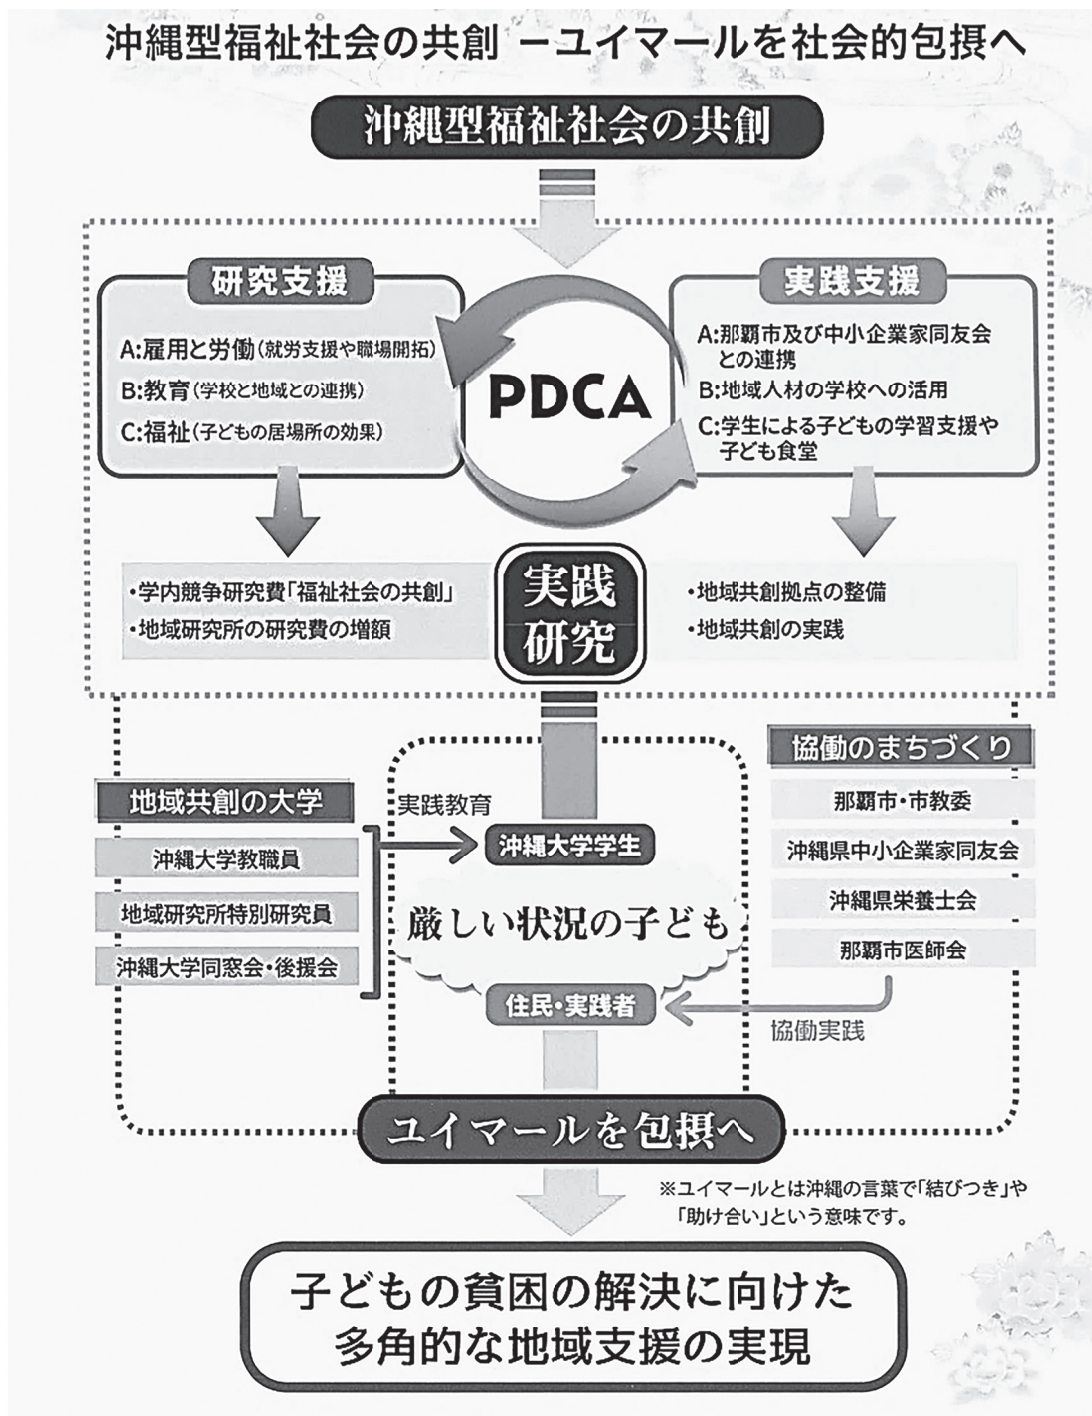 沖縄型福祉社会の共創 －ユイマールを社会的包摂へ
沖縄型福祉社会の共創
研究支援
A:雇用と労働(就労支援や職場開拓)
B:教育(学校と地域との連携)
C:福祉(子どもの居場所の効果)
PDCA
実践支援
A:那覇市及び中小企業家同友会
との連携
B:地域人材の学校への活用
C:学生による子どもの学習支援や
子ども食堂
・学内競争研究費「福祉社会の共創」
・地域研究所の研究費の増額
実践
研究
・地域共創拠点の整備
・地域共創の実践
地域共創の大学
沖縄大学教職員
地域研究所特別研究員
沖縄大学同窓会・後援会
実践教育
沖縄大学学生
厳しい状況の子ども
住民・実践者
協働のまちづくり
那覇市・市教委
沖縄県中小企業家同友会
沖縄県栄養士会
那覇市医師会
協働実践
ユイマールを包摂へ
※ユイマールとは沖縄の言葉で「結びつき」や
「助け合い」という意味です。
子どもの貧困の解決に向けた
多角的な地域支援の実現